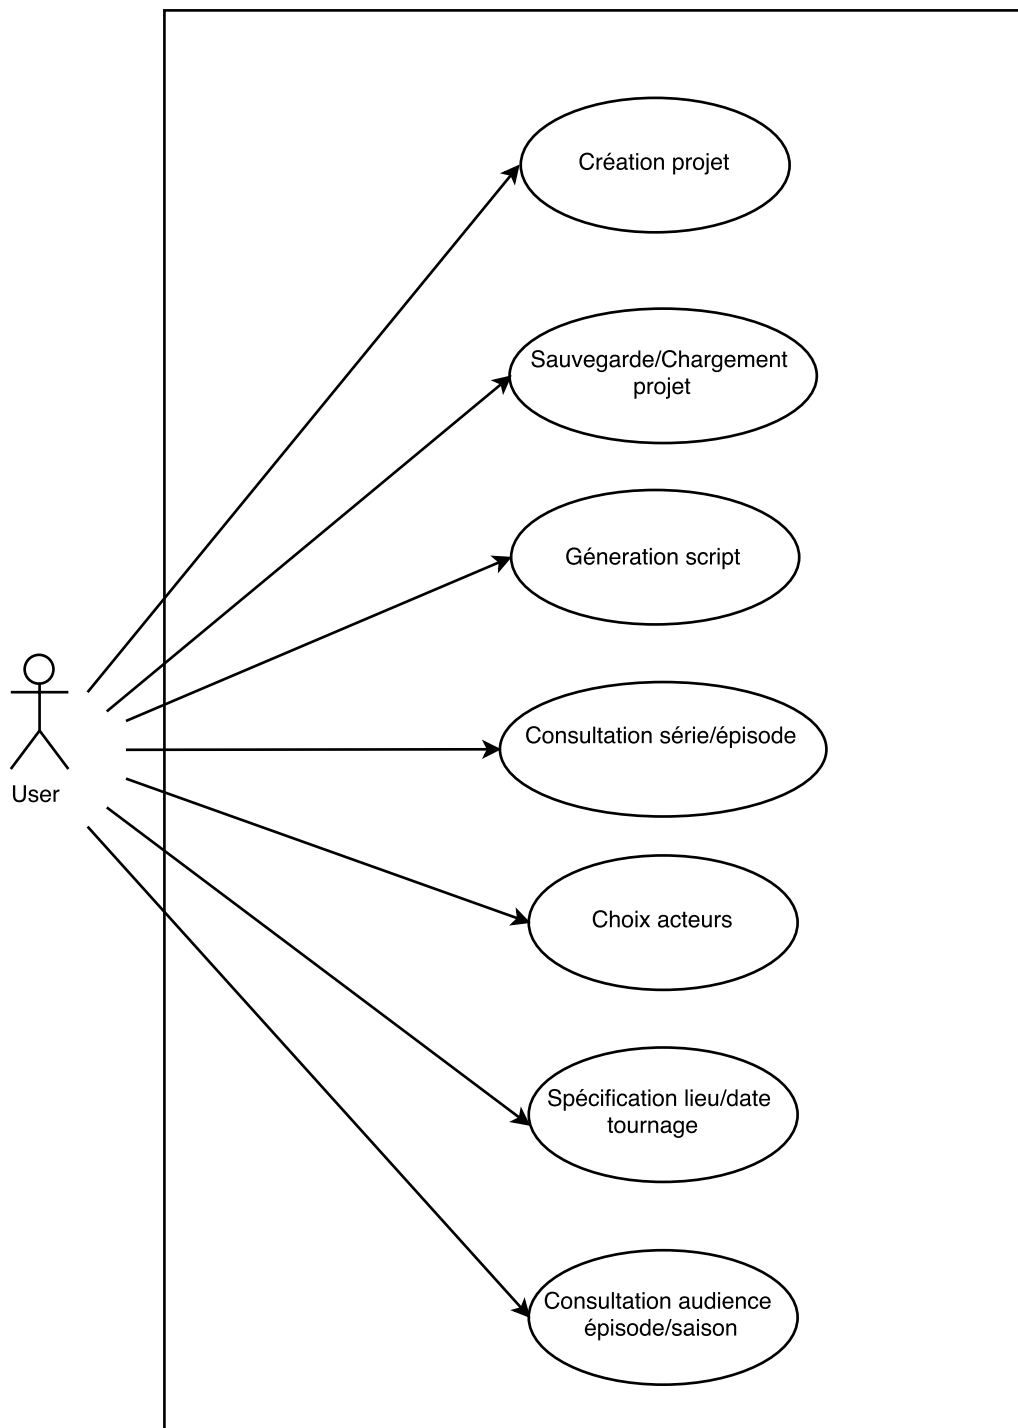 Création projet
Sauvegarde/Chargement
projet
Géneration script
Consultation série/épisode
User
Choix acteurs
Spécification lieu/date
tournage
Consultation audience
épisode/saison